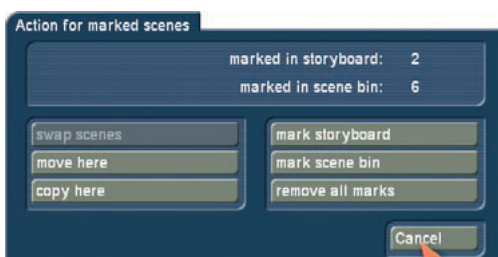 Action for marked scenes
marked in storyboard: 2
marked in scene bin: 6
swap scenes
move here
copy here
mark storyboard
mark scene bin
remove all marks
Cancel